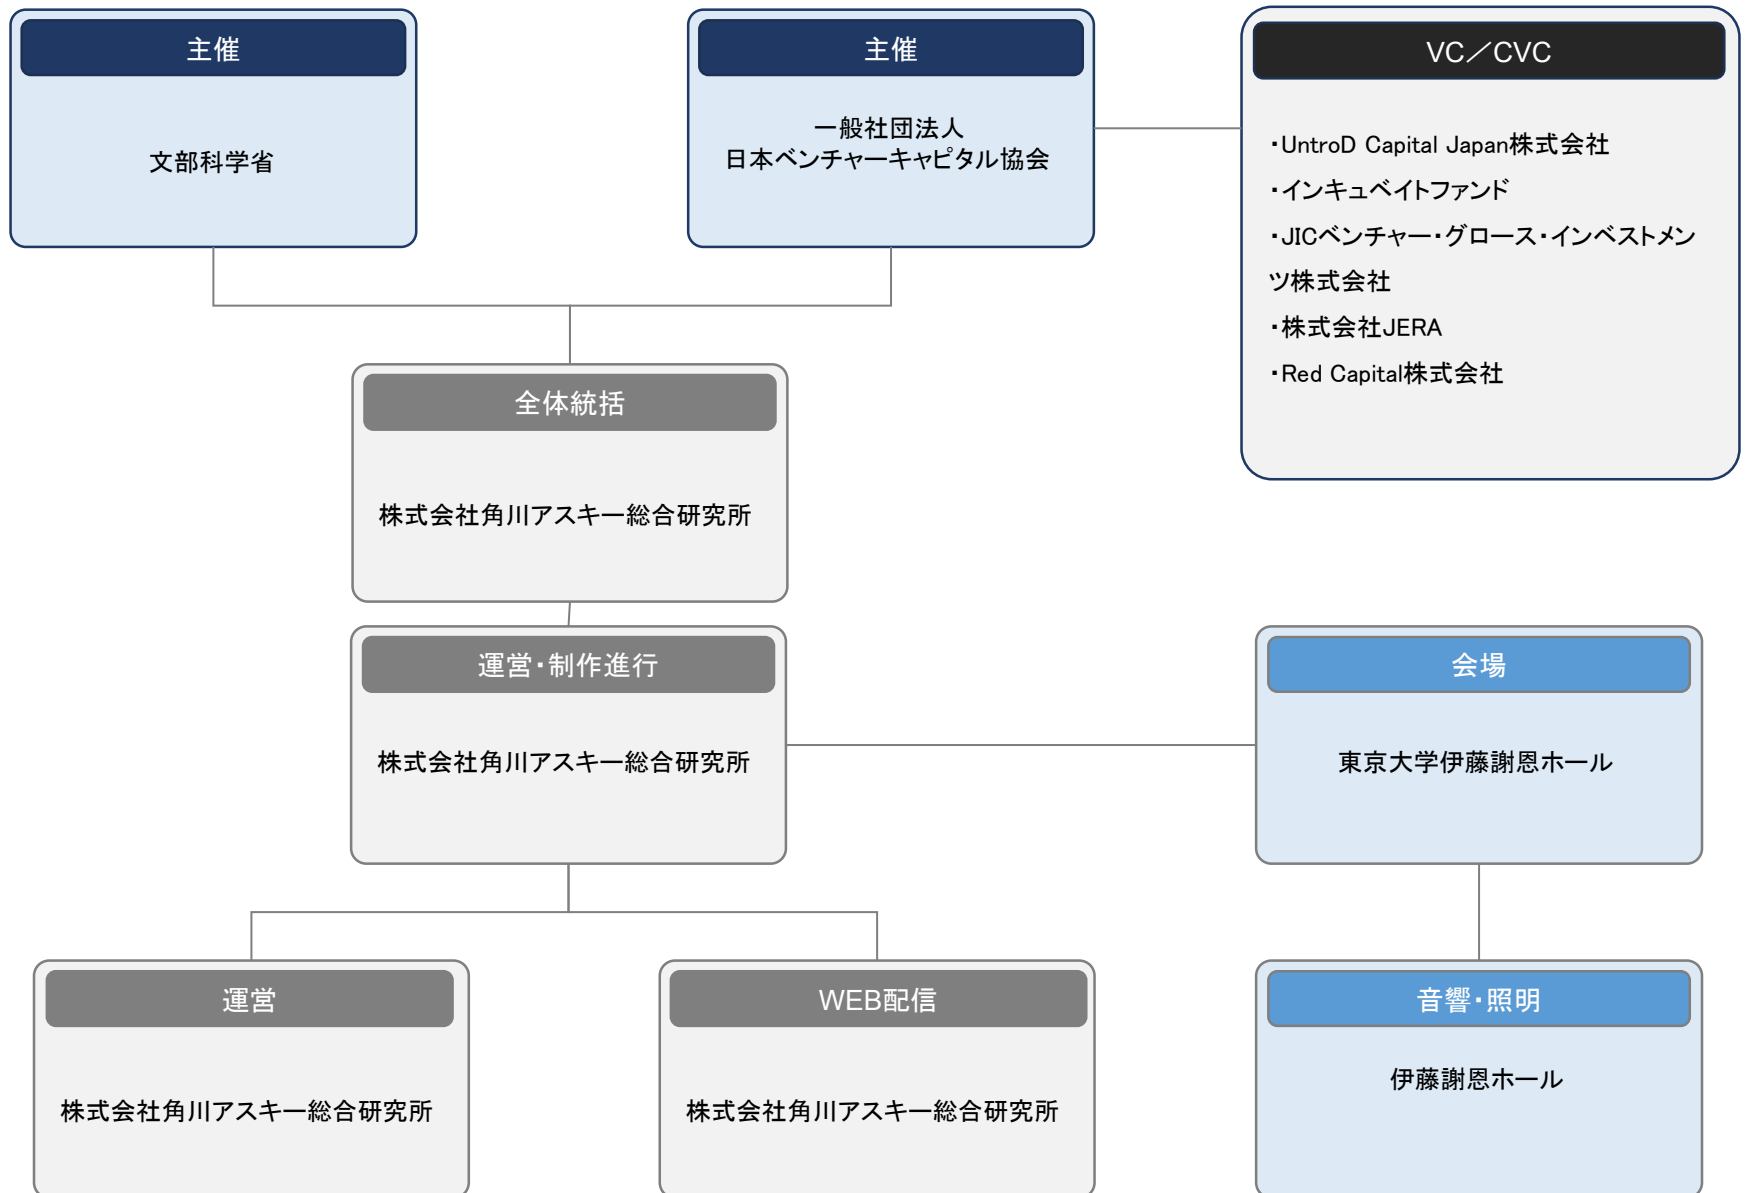 主催
文部科学省
主催
一般社団法人
日本ベンチャーキャピタル協会
VC／CVC
・UntroD Capital Japan株式会社
・インキュベイトファンド
・JICベンチャー・グロース・インベストメン
ツ株式会社
・株式会社JERA
・Red Capital株式会社
全体統括
株式会社角川アスキー総合研究所
運営・制作進行
株式会社角川アスキー総合研究所
会場
東京大学伊藤謝恩ホール
運営
株式会社角川アスキー総合研究所
WEB配信
株式会社角川アスキー総合研究所
音響・照明
伊藤謝恩ホール